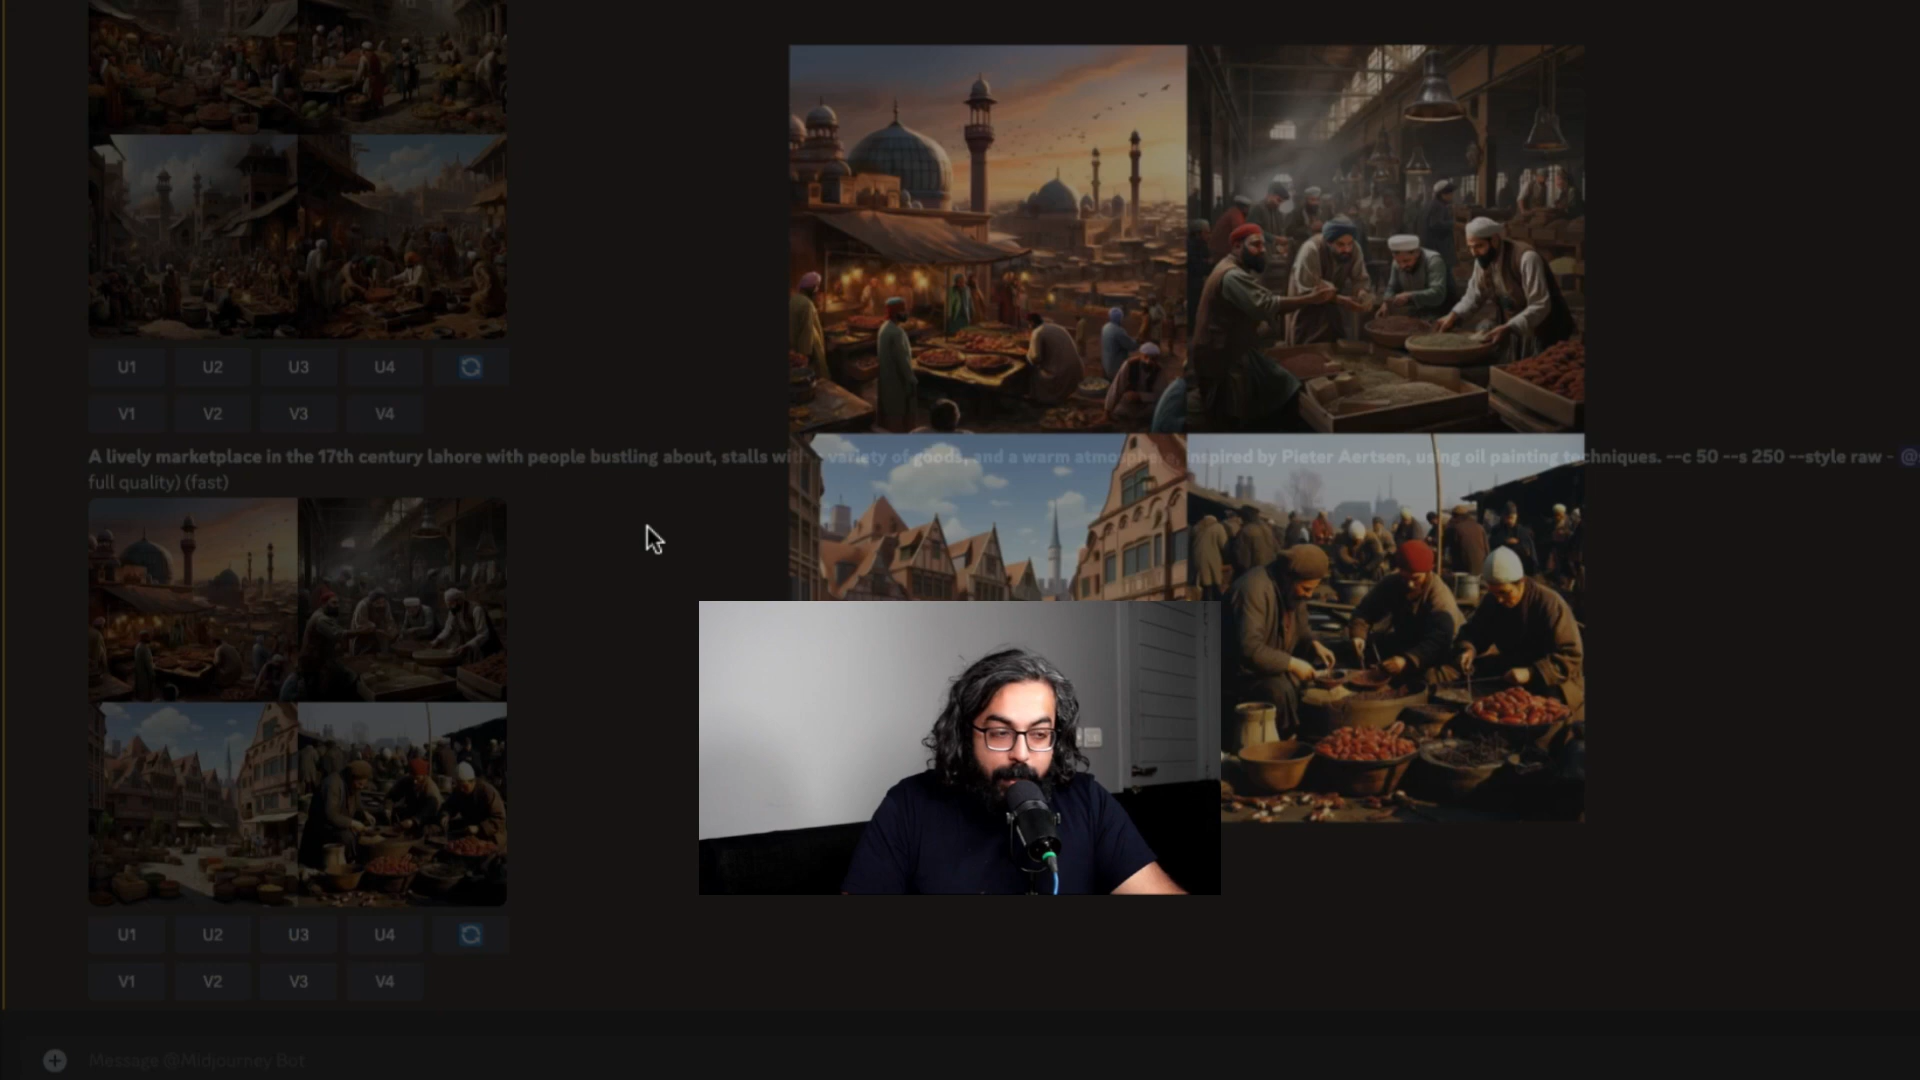 U1 U2 U3 U4
V1 V2 V3 V4
A lively marketplace in the 17th century lahore with people bustling about, stalls with variety of goods, and a warm atmosphere, inspired by Pieter Aertsen, using oil painting techniques. --c 50 --s 250 --style raw - @
full quality) (fast)
U1 U2 U3 U4
V1 V2 V3 V4
Message @Midjourney Bot